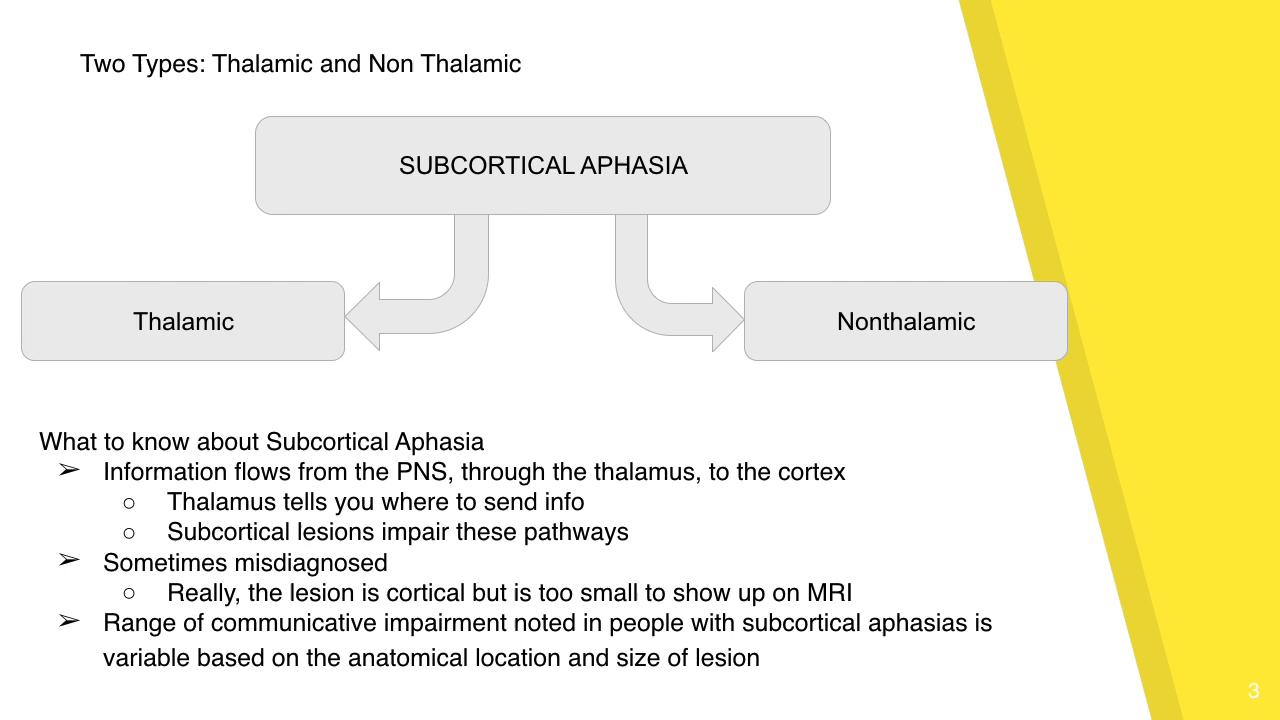 Two Types: Thalamic and Non Thalamic
SUBCORTICAL APHASIA
Thalamic
Nonthalamic
What to know about Subcortical Aphasia
➢ Information flows from the PNS, through the thalamus, to the cortex
○ Thalamus tells you where to send info
○ Subcortical lesions impair these pathways
➢ Sometimes misdiagnosed
○ Really, the lesion is cortical but is too small to show up on MRI
➢ Range of communicative impairment noted in people with subcortical aphasias is
variable based on the anatomical location and size of lesion
3